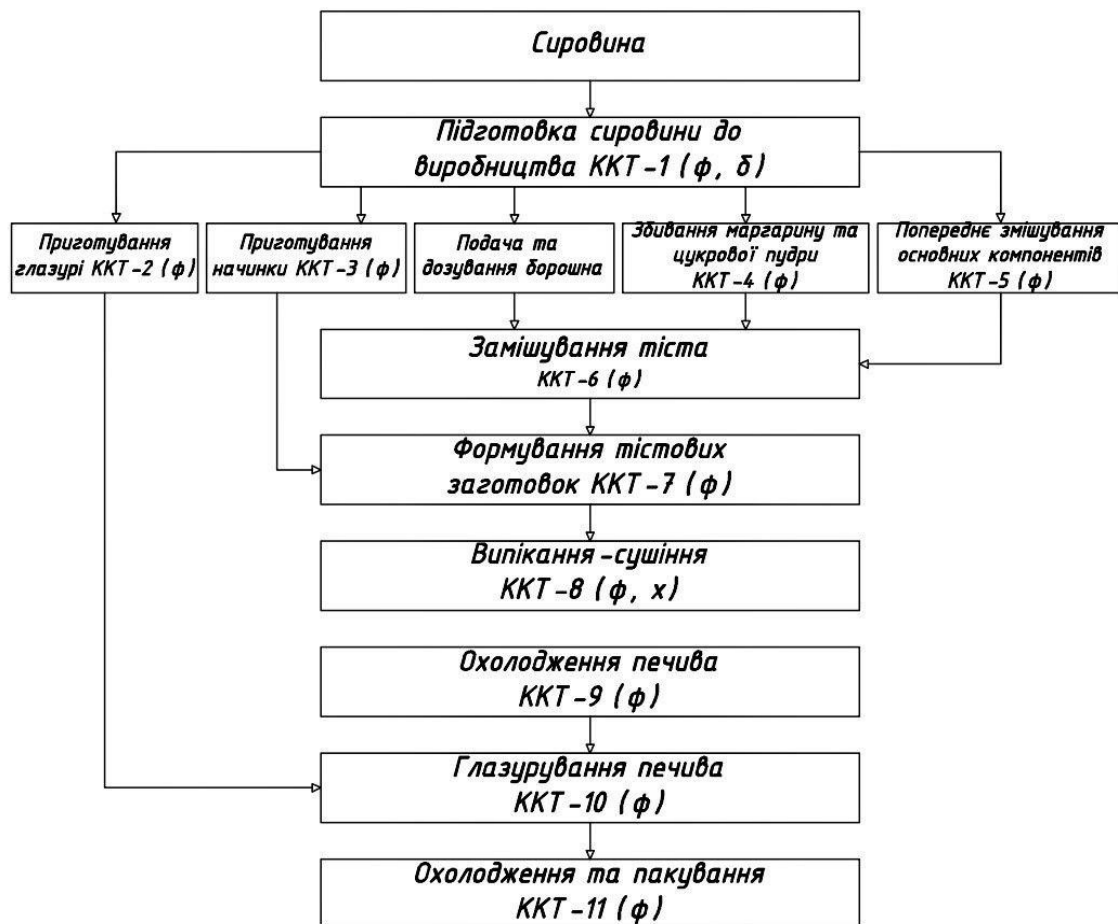 Сировина
Підготовка сировини до
виробництва ККТ-1 (ф, б)
Приготування
глазурі ККТ-2 (ф)
Приготування
начинки ККТ-3 (ф)
Подача та
дозування борошна
Збивання маргарину та
цукрової пудри
ККТ-4 (ф)
Попереднє змішування
основних компонентів
ККТ-5 (ф)
Замішування тіста
ККТ-6 (ф)
Формування тістових
заготовок ККТ-7 (ф)
Випікання-сушіння
ККТ-8 (ф, х)
Охолодження печива
ККТ-9 (ф)
Глазурування печива
ККТ-10 (ф)
Охолодження та пакування
ККТ-11 (ф)